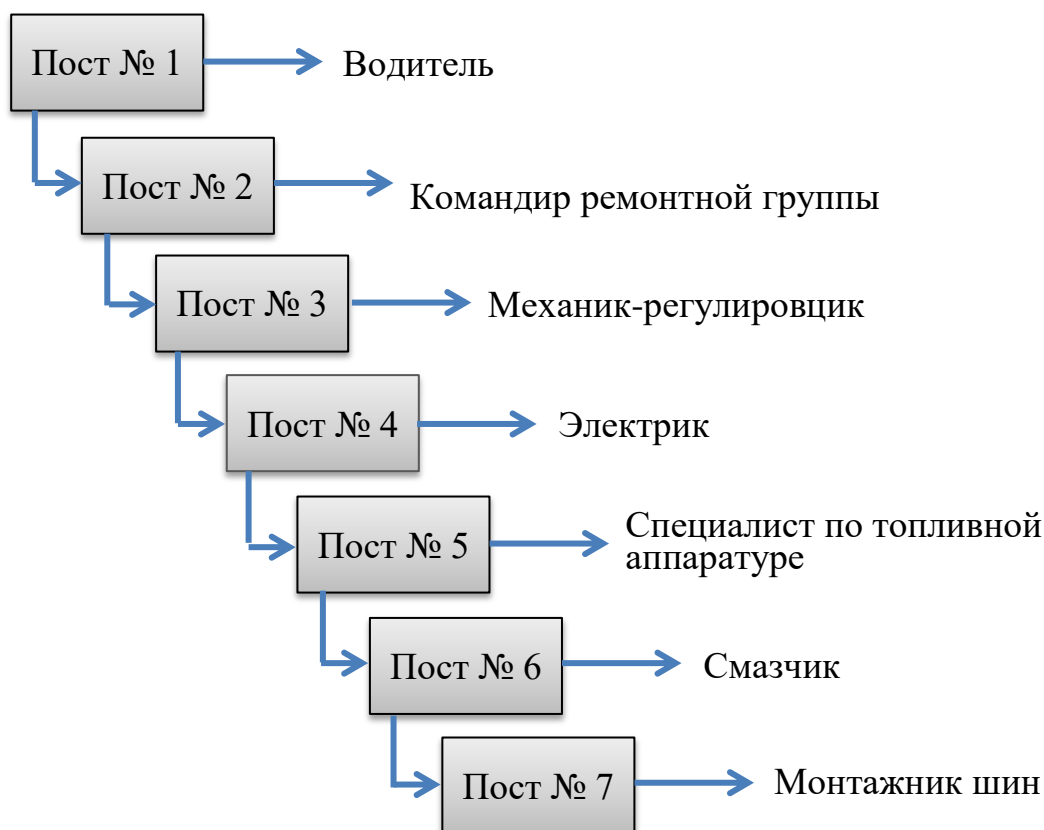 Пост № 1
Водитель
Пост № 2
Командир ремонтной группы
Пост № 3
Механик-регулировцик
Пост № 4
Электрик
Пост № 5
Специалист по топливной
аппаратуре
Пост № 6
Смазчик
Пост № 7
Монтажник шин